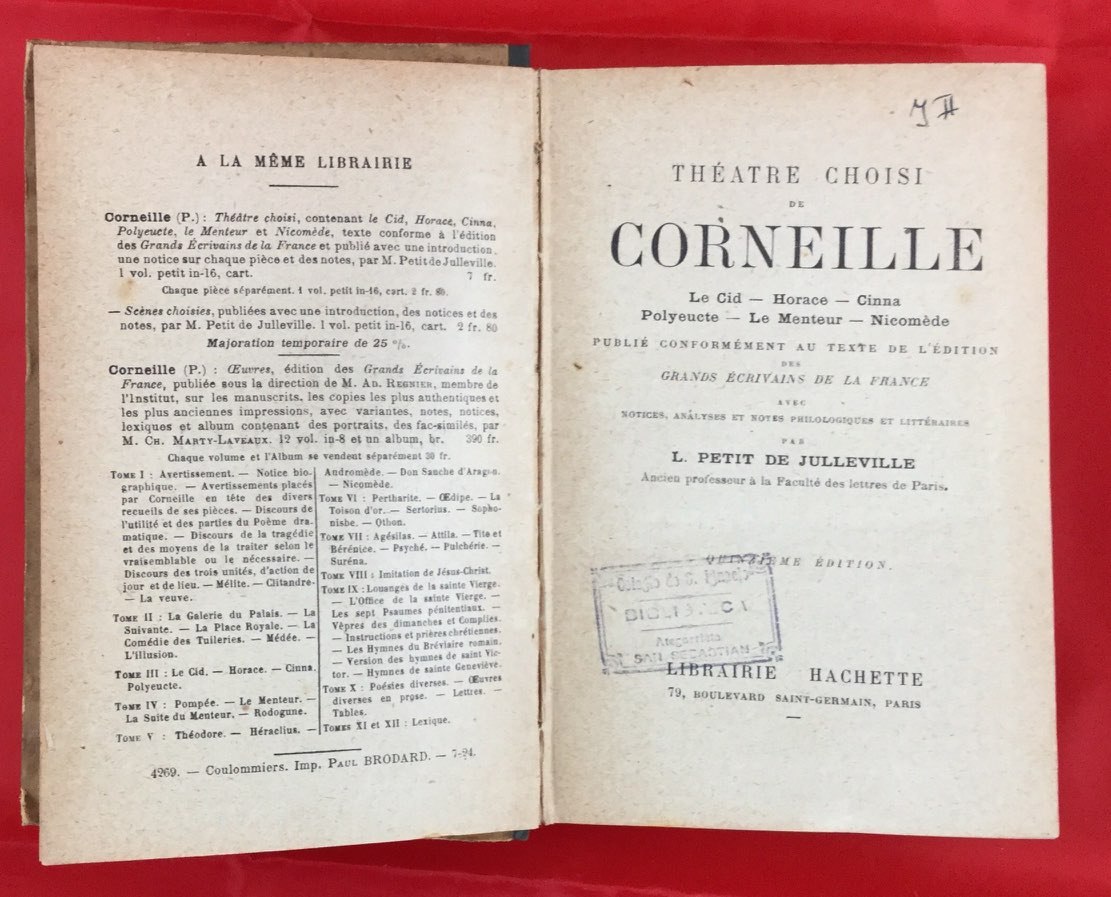 A LA MÊME LIBRAIRIE
Corneille (P.) : Théâtre choisi, contenant le Cid, Horace, Cinna,
Polyeucte, le Menteur et Nicomède, texte conforme à l'édition
des Grands Écrivains de la France et publié avec une introduction,
une notice sur chaque pièce et des notes, par M. Petit de Julleville.
1 vol. petit in-16, cart. 7 fr.
Chaque pièce séparément. 1 vol. petit in-16, cart. 2 fr. 80.
— Scènes choisies, publiées avec une introduction, des notices et des
notes, par M. Petit de Julleville. 1 vol. petit in-16, cart. 2 fr. 80
Majoration temporaire de 25 %.
Corneille (P.) : Œuvres, édition des Grands Écrivains de la
France, publiée sous la direction de M. AD. REGNIER, membre de
l'Institut, sur les manuscrits, les copies les plus authentiques et
les plus anciennes impressions, avec variantes, notes, notices,
lexiques et album contenant des portraits, des fac-similés, par
M. CH. MARTY-LAVEAUX. 12 vol. in-8 et un album, br. 390 fr.
Chaque volume et l'Album se vendent séparément 30 fr.
TOME I : Avertissement. — Notice bio-
graphique. — Avertissements placés
par Corneille en tête des divers
recueils de ses pièces. — Discours de
l'utilité et des parties du Poème dra-
matique. — Discours de la tragédie
et des moyens de la traiter selon le
vraisemblable ou le nécessaire. —
Discours des trois unités, d'action de
jour et de lieu. — Mélite. — Clitandre-
— La veuve.
TOME II : La Galerie du Palais. — La
Suivante. — La Place Royale. — La
Comédie des Tuileries. — Médée. —
L'illusion.
TOME III : Le Cid. — Horace. — Cinna.
Polyeucte.
TOME IV : Pompée. — Le Menteur. —
La Suite du Menteur. — Rodogune.
TOME V : Théodore. — Héraclius. —
Andromède. — Don Sanche d'Aragon.
— Nicomède.
TOME VI : Pertharite. — Œdipe. — La
Toison d'or. — Sertorius. — Sopho-
nisbe. — Othon.
TOME VII : Agésilas. — Attila. — Tite et
Bérénice. — Psyché. — Pulchérie. —
Suréna.
TOME VIII : Imitation de Jésus-Christ.
TOME IX : Louanges de la sainte Vierge.
— L'Office de la sainte Vierge. —
Les sept Psaumes pénitentiaux. —
Vêpres des dimanches et Complies.
— Instructions et prières chrétiennes.
— Les Hymnes du Bréviaire romain.
— Version des hymnes de saint Vic-
tor. — Hymnes de sainte Geneviève.
TOME X : Poésies diverses. — Œuvres
diverses en prose. — Lettres. —
Tables.
TOMES XI et XII : Lexique.
4269. — Coulommiers. Imp. PAUL BRODARD. — 7-24.
THÉATRE CHOISI
DE
CORNEILLE
Le Cid — Horace — Cinna
Polyeucte — Le Menteur — Nicomède
PUBLIÉ CONFORMÉMENT AU TEXTE DE L'ÉDITION
DES
GRANDS ÉCRIVAINS DE LA FRANCE
AVEC
NOTICES, ANALYSES ET NOTES PHILOLOGIQUES ET LITTÉRAIRES
PAR
L. PETIT DE JULLEVILLE
Ancien professeur à la Faculté des lettres de Paris.
QUINZIÈME ÉDITION.
BIBLIOTECA
Ategorrieta
SAN SEBASTIAN
LIBRAIRIE HACHETTE
79, BOULEVARD SAINT-GERMAIN, PARIS